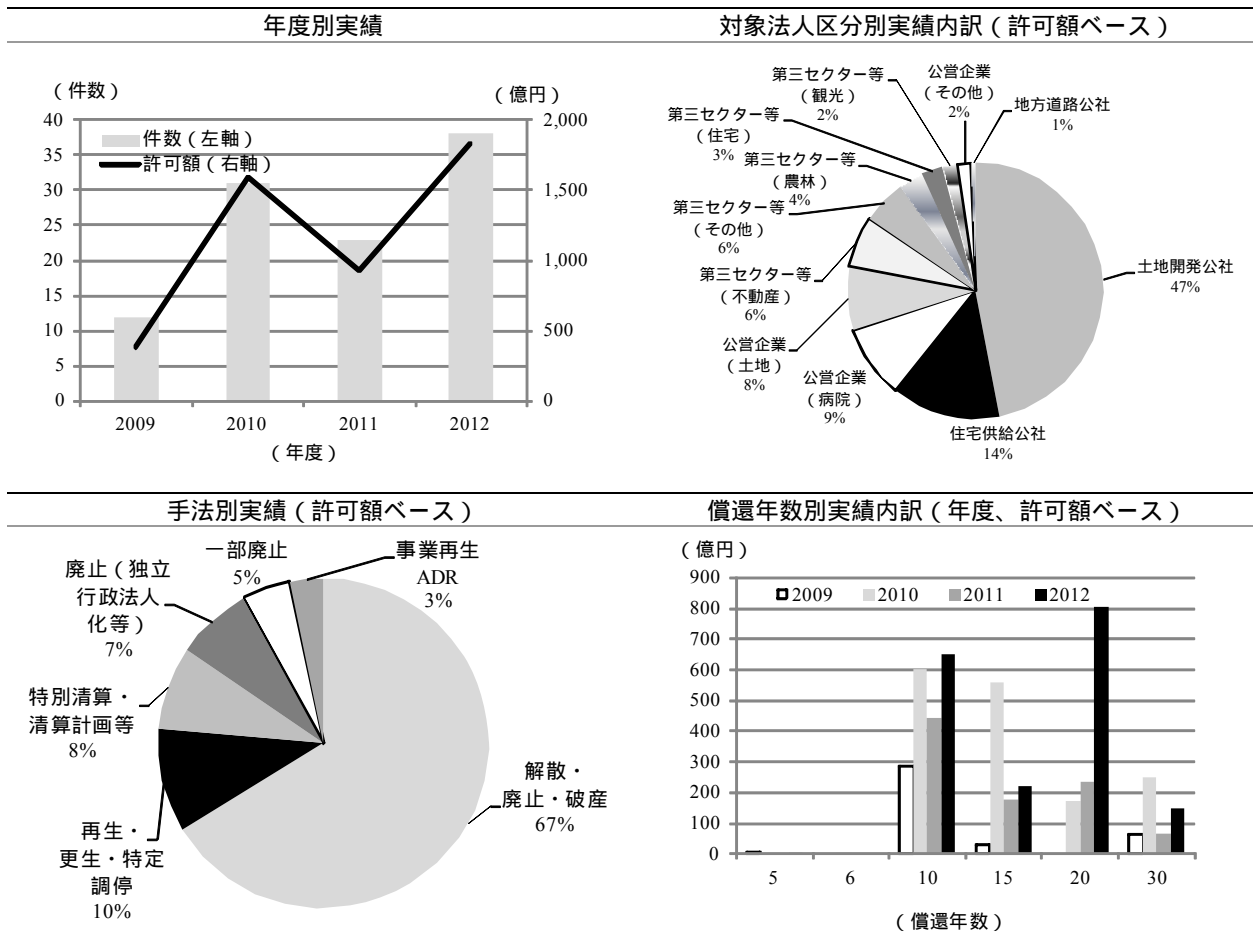 年度別実績
（件数）
（億円）
件数（左軸）
許可額（右軸）
40
35
30
25
20
15
10
5
0
2,000
1,500
1,000
500
0
2009
2010
2011
2012
（年度）
対象法人区分別実績内訳（許可額ベース）
土地開発公社
47%
住宅供給公社
14%
公営企業
（病院）
9%
公営企業
（土地）
8%
第三セクター等
（不動産）
6%
第三セクター等
（その他）
6%
第三セクター等
（農林）
4%
第三セクター等
（住宅）
3%
第三セクター等
（観光）
2%
公営企業
（その他）
2%
地方道路公社
1%
手法別実績（許可額ベース）
解散・
廃止・破産
67%
再生・
更生・特定
調停
10%
特別清算・
清算計画等
8%
廃止（独立
行政法人
化等）
7%
一部廃止
5%
事業再生
ADR
3%
償還年数別実績内訳（年度、許可額ベース）
（億円）
2009 2010 2011 2012
900
800
700
600
500
400
300
200
100
0
5 6 10 15 20 30
（償還年数）